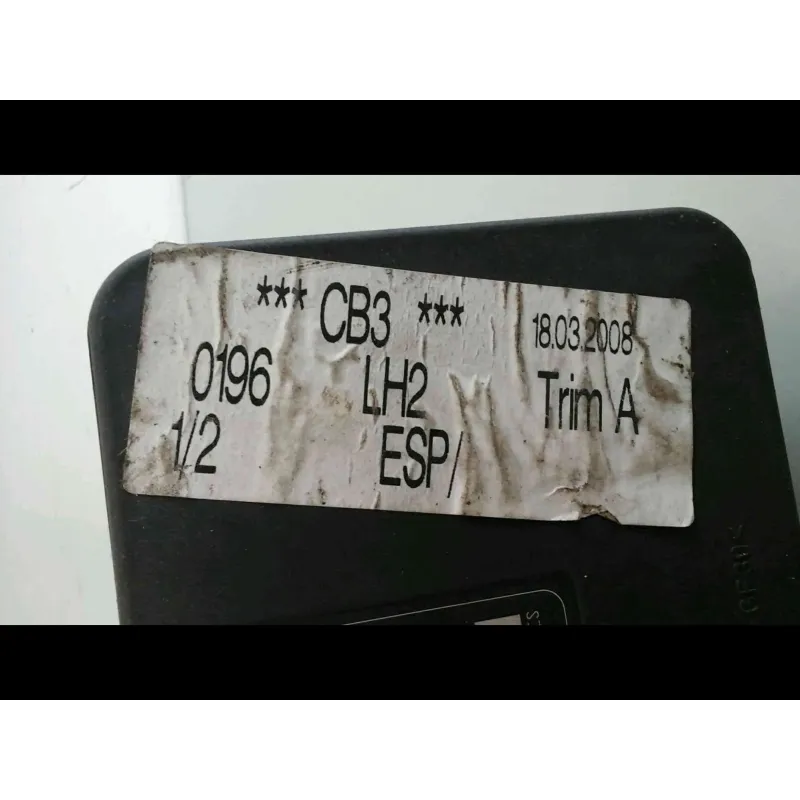 *** CB3 *** 18.03.2008
0196 LH2 Trim A
1/2 ESP/